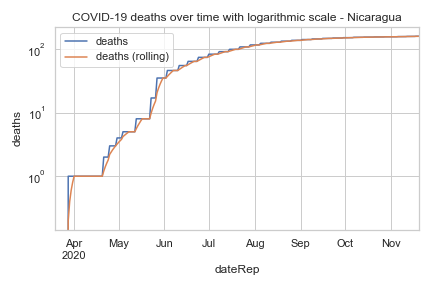 COVID-19 deaths over time with logarithmic scale - Nicaragua
deaths
deaths (rolling)
10²
10¹
10⁰
deaths
Apr May Jun Jul Aug Sep Oct Nov
2020
dateRep